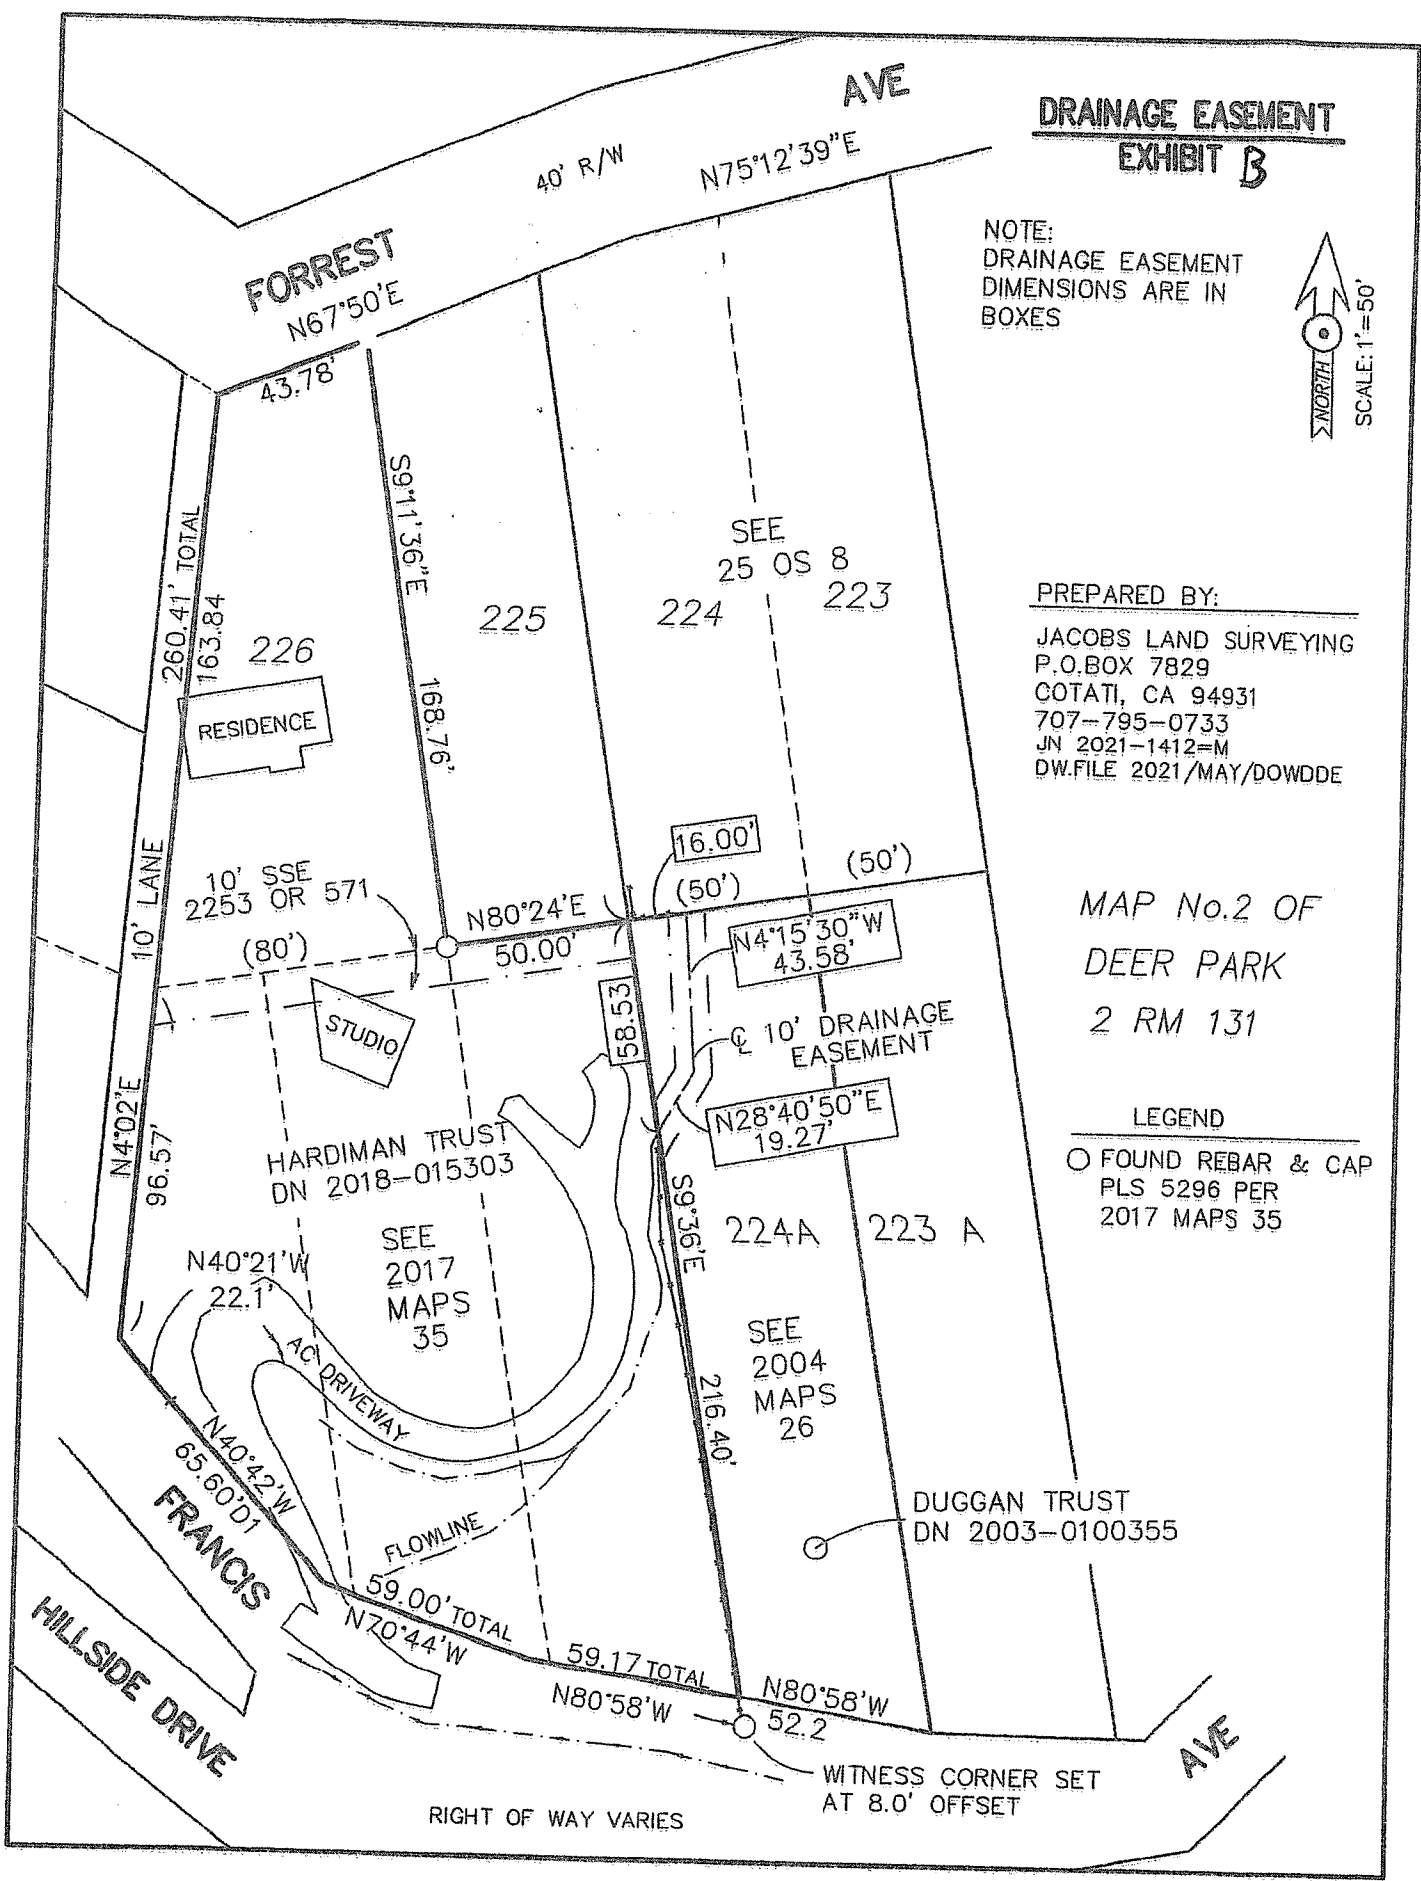 DRAINAGE EASEMENT
EXHIBIT B
AVE
40' R/W
N75°12'39"E
FORREST
N67°50'E
43.78'
NOTE:
DRAINAGE EASEMENT
DIMENSIONS ARE IN
BOXES
NORTH
SCALE: 1'=50'
260.41' TOTAL
163.84
S9°11'36"E
168.76'
226
225
SEE
25 OS 8
224
223
RESIDENCE
PREPARED BY:
JACOBS LAND SURVEYING
P.O.BOX 7829
COTATI, CA 94931
707-795-0733
JN 2021-1412=M
DW.FILE 2021/MAY/DOWDDE
10' LANE
10' SSE
2253 OR 571
(80')
N80°24'E
50.00'
16.00'
(50')
(50')
N4°15'30"W
43.58'
MAP No.2 OF
DEER PARK
2 RM 131
STUDIO
58.53
℄ 10' DRAINAGE
EASEMENT
N28°40'50"E
19.27'
N4°02"E
96.57'
HARDIMAN TRUST
DN 2018-015303
LEGEND
FOUND REBAR & CAP
PLS 5296 PER
2017 MAPS 35
S9°36'E
216.40'
224A
223 A
SEE
2017
MAPS
35
N40°21'W
22.1'
AC DRIVEWAY
SEE
2004
MAPS
26
N40°42'W
65.60'D1
FRANCIS
FLOWLINE
DUGGAN TRUST
DN 2003-0100355
59.00' TOTAL
N70°44'W
59.17 TOTAL
N80°58'W
N80°58'W
52.2
HILLSIDE DRIVE
AVE
WITNESS CORNER SET
AT 8.0' OFFSET
RIGHT OF WAY VARIES